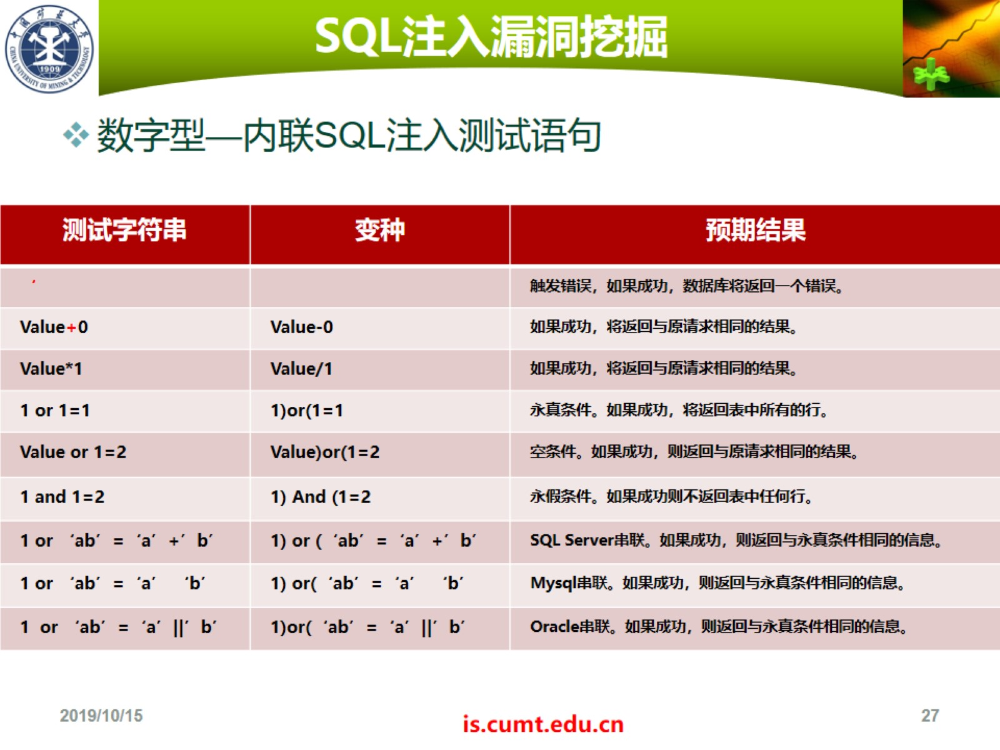 中国矿业大学
CHINA UNIVERSITY OF MINING & TECHNOLOGY
1909
SQL注入漏洞挖掘
数字型—内联SQL注入测试语句
测试字符串 变种 预期结果
‘ 触发错误，如果成功，数据库将返回一个错误。
Value+0 Value-0 如果成功，将返回与原请求相同的结果。
Value*1 Value/1 如果成功，将返回与原请求相同的结果。
1 or 1=1 1)or(1=1 永真条件。如果成功，将返回表中所有的行。
Value or 1=2 Value)or(1=2 空条件。如果成功，则返回与原请求相同的结果。
1 and 1=2 1) And (1=2 永假条件。如果成功则不返回表中任何行。
1 or ‘ab’ = ‘a’ +’ b’ 1) or ( ‘ab’ = ‘a’ +’ b’ SQL Server串联。如果成功，则返回与永真条件相同的信息。
1 or ‘ab’ = ‘a’ ‘b’ 1) or( ‘ab’ = ‘a’ ‘b’ Mysql串联。如果成功，则返回与永真条件相同的信息。
1 or ‘ab’ = ‘a’ ||’ b’ 1)or( ‘ab’ = ‘a’ ||’ b’ Oracle串联。如果成功，则返回与永真条件相同的信息。
2019/10/15
is.cumt.edu.cn
27